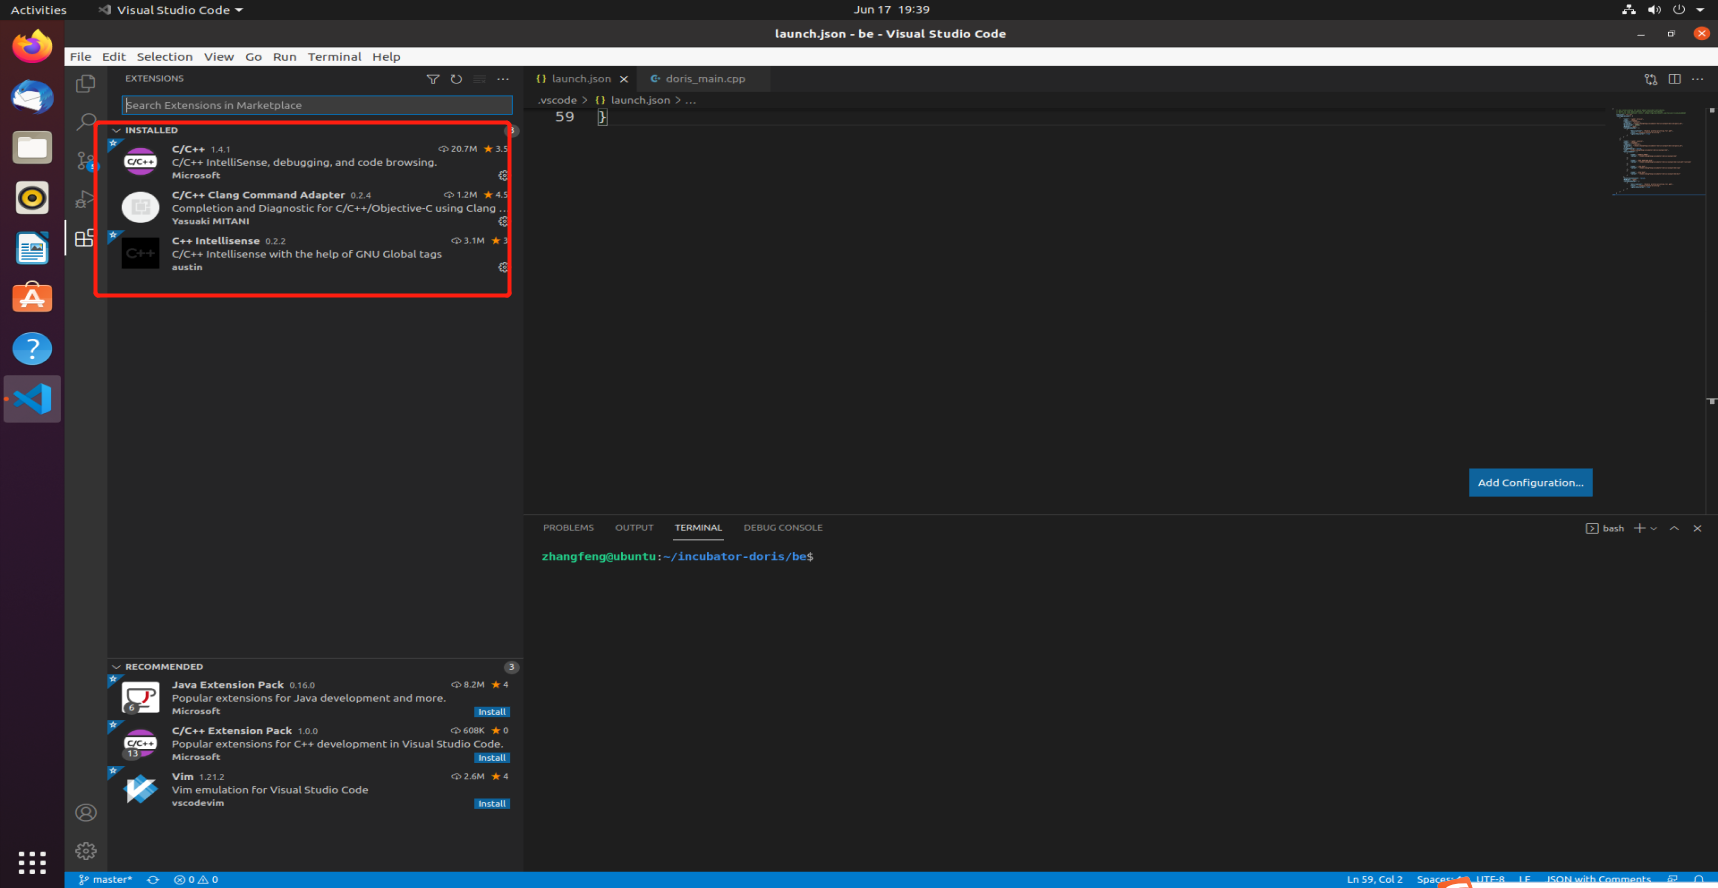 Activities
Visual Studio Code
Jun 17 19:39
launch.json - be - Visual Studio Code
File Edit Selection View Go Run Terminal Help
EXTENSIONS
Search Extensions in Marketplace
INSTALLED
3
C/C++ 1.4.1 20.7M 3.5
C/C++ IntelliSense, debugging, and code browsing.
Microsoft
C/C++
C/C++ Clang Command Adapter 0.2.4 1.2M 4.5
Completion and Diagnostic for C/C++/Objective-C using Clang ...
Yasuaki MITANI
C++ Intellisense 0.2.2 3.1M 3
C/C++ Intellisense with the help of GNU Global tags
austin
C++
RECOMMENDED
3
Java Extension Pack 0.16.0 8.2M 4
Popular extensions for Java development and more.
Microsoft Install
6
C/C++ Extension Pack 1.0.0 608K 0
Popular extensions for C++ development in Visual Studio Code.
Microsoft Install
C/C++
13
Vim 1.21.2 2.6M 4
Vim emulation for Visual Studio Code
vscodevim Install
{} launch.json
C+ doris_main.cpp
.vscode > {} launch.json > ...
59 }
Add Configuration...
PROBLEMS OUTPUT TERMINAL DEBUG CONSOLE
bash
zhangfeng@ubuntu:~/incubator-doris/be$
master* 0 0
Ln 59, Col 2 UTF-8 LF JSON with Comments